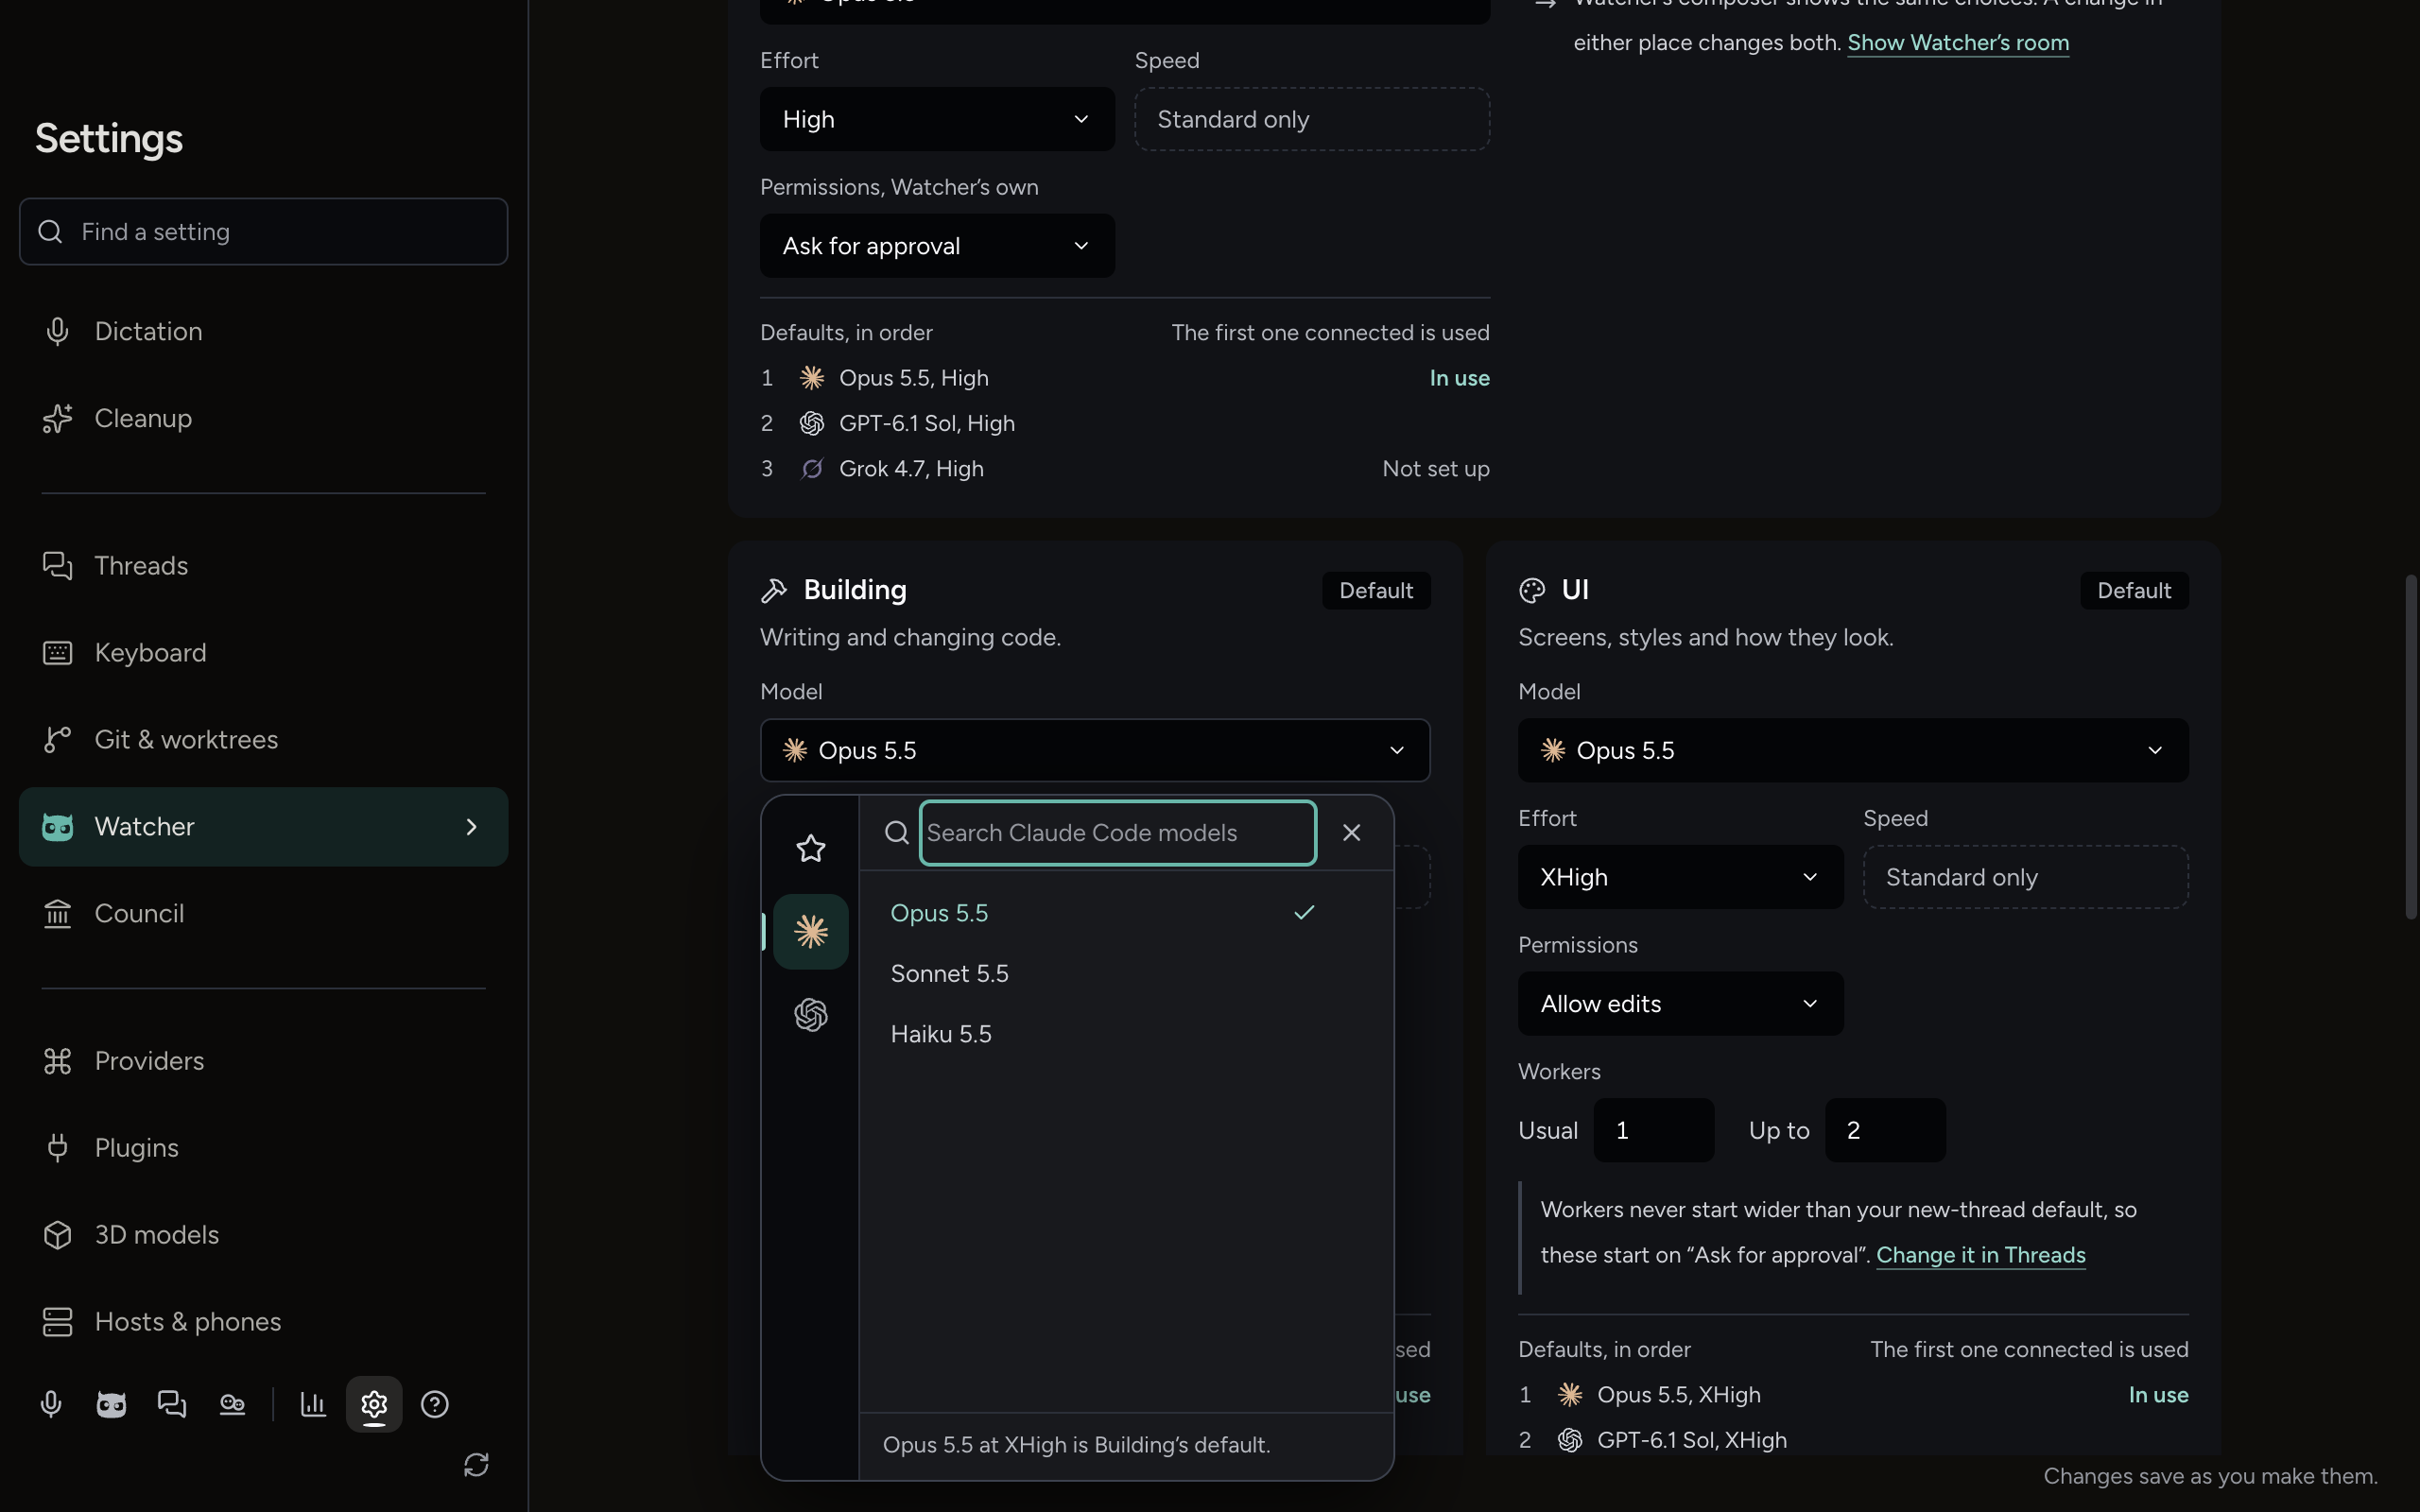 Settings
Find a setting
Dictation
Cleanup
Threads
Keyboard
Git & worktrees
Watcher
Council
Providers
Plugins
3D models
Hosts & phones
either place changes both. Show Watcher’s room
Effort
Speed
High
Standard only
Permissions, Watcher’s own
Ask for approval
Defaults, in order
The first one connected is used
1 Opus 5.5, High
In use
2 GPT-6.1 Sol, High
3 Grok 4.7, High
Not set up
Building
Default
Writing and changing code.
Model
Opus 5.5
Search Claude Code models
Opus 5.5
Sonnet 5.5
Haiku 5.5
sed
use
Opus 5.5 at XHigh is Building’s default.
UI
Default
Screens, styles and how they look.
Model
Opus 5.5
Effort
Speed
XHigh
Standard only
Permissions
Allow edits
Workers
Usual 1 Up to 2
Workers never start wider than your new-thread default, so
these start on “Ask for approval”. Change it in Threads
Defaults, in order
The first one connected is used
1 Opus 5.5, XHigh
In use
2 GPT-6.1 Sol, XHigh
Changes save as you make them.